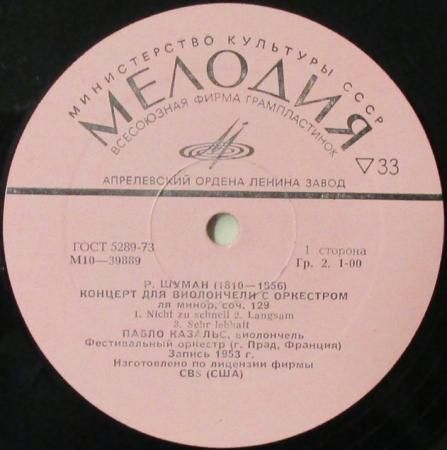 МИНИСТЕРСТВО КУЛЬТУРЫ СССР
МЕЛОДИЯ
ВСЕСОЮЗНАЯ ФИРМА ГРАМПЛАСТИНОК
▽33
АПРЕЛЕВСКИЙ ОРДЕНА ЛЕНИНА ЗАВОД
ГОСТ 5289-73
М10—39889
1 сторона
Гр. 2. 1-00
Р. ШУМАН (1810—1856)
КОНЦЕРТ ДЛЯ ВИОЛОНЧЕЛИ С ОРКЕСТРОМ
ля минор, соч. 129
1. Nicht zu schnell 2. Langsam
3. Sehr lebhaft
ПАБЛО КАЗАЛЬС, виолончель
Фестивальный оркестр (г. Прад, Франция)
Запись 1953 г.
Изготовлено по лицензии фирмы
CBS (США)